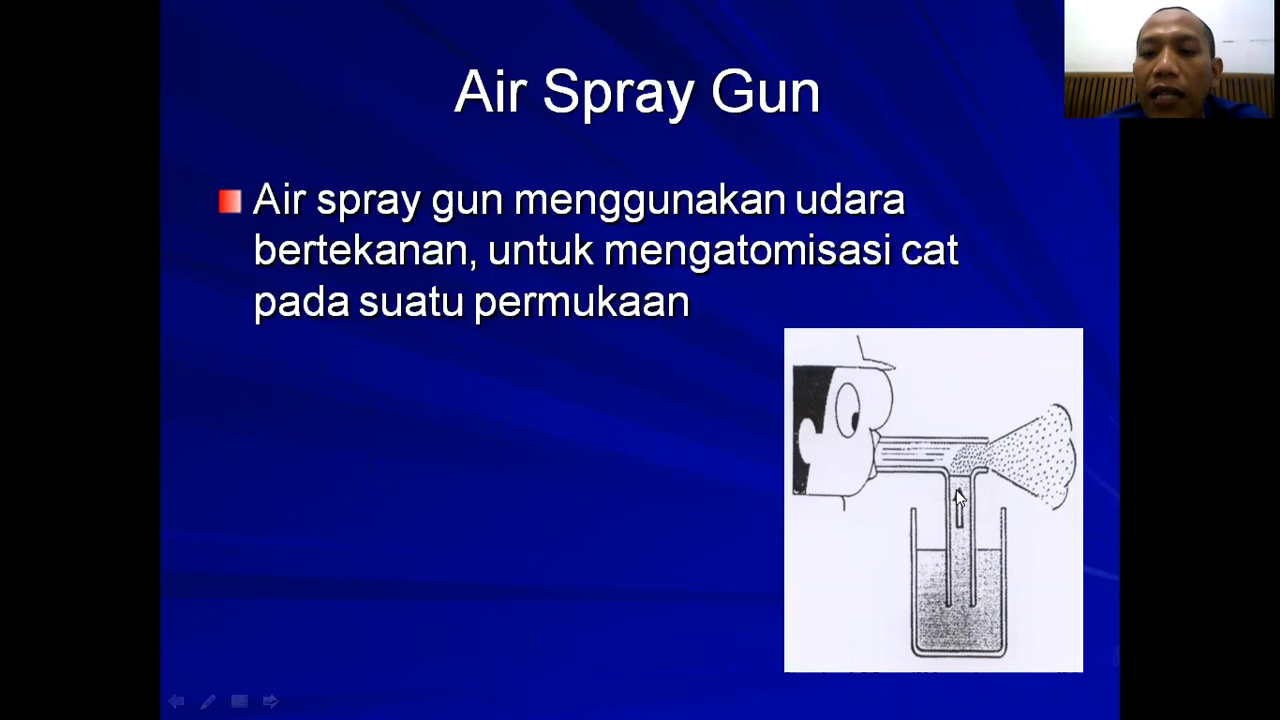 Air Spray Gun
Air spray gun menggunakan udara
bertekanan, untuk mengatomisasi cat
pada suatu permukaan